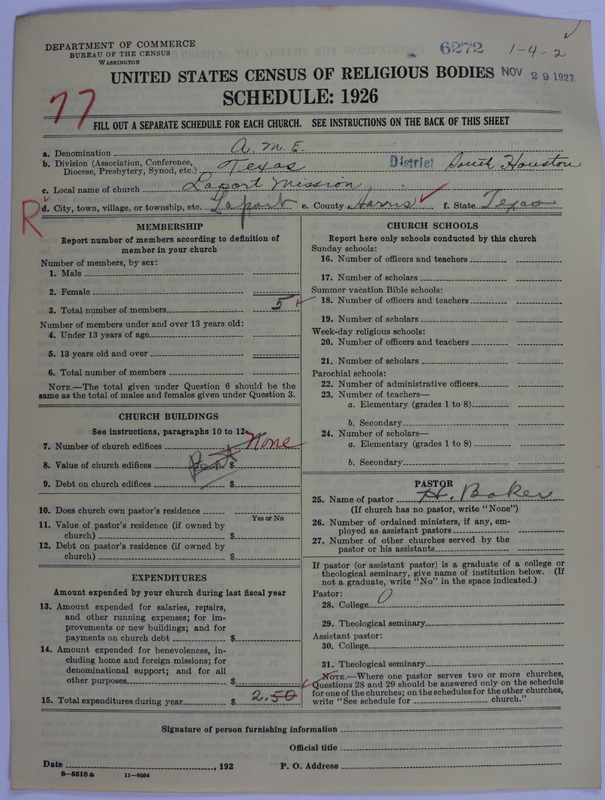 DEPARTMENT OF COMMERCE
BUREAU OF THE CENSUS
WASHINGTON
6272 1-4-2
UNITED STATES CENSUS OF RELIGIOUS BODIES NOV 29 1927
SCHEDULE: 1926
77
FILL OUT A SEPARATE SCHEDULE FOR EACH CHURCH. SEE INSTRUCTIONS ON THE BACK OF THIS SHEET
a. Denomination A. M. E.
b. Division (Association, Conference, Diocese, Presbytery, Synod, etc.) Texas District South Houston
c. Local name of church Laport Mission
R d. City, town, village, or township, etc. Laport e. County Harris f. State Texas
MEMBERSHIP
Report number of members according to definition of
member in your church
Number of members, by sex:
1. Male
2. Female
3. Total number of members 5
Number of members under and over 13 years old:
4. Under 13 years of age
5. 13 years old and over
6. Total number of members
NOTE.—The total given under Question 6 should be the
same as the total of males and females given under Question 3.
CHURCH BUILDINGS
See instructions, paragraphs 10 to 12
7. Number of church edifices None
8. Value of church edifices Rent $
9. Debt on church edifices $
10. Does church own pastor's residence
Yes or No
11. Value of pastor's residence (if owned by
church) $
12. Debt on pastor's residence (if owned by
church) $
EXPENDITURES
Amount expended by your church during last fiscal year
13. Amount expended for salaries, repairs,
and other running expenses; for im-
provements or new buildings; and for
payments on church debt $
14. Amount expended for benevolences, in-
cluding home and foreign missions; for
denominational support; and for all
other purposes $
15. Total expenditures during year $ 2.50
CHURCH SCHOOLS
Report here only schools conducted by this church
Sunday schools:
16. Number of officers and teachers
17. Number of scholars
Summer vacation Bible schools:
18. Number of officers and teachers
19. Number of scholars
Week-day religious schools:
20. Number of officers and teachers
21. Number of scholars
Parochial schools:
22. Number of administrative officers
23. Number of teachers—
a. Elementary (grades 1 to 8)
b. Secondary
24. Number of scholars—
a. Elementary (grades 1 to 8)
b. Secondary
PASTOR
25. Name of pastor H. Baker
(If church has no pastor, write "None")
26. Number of ordained ministers, if any, em-
ployed as assistant pastors
27. Number of other churches served by the
pastor or his assistants
If pastor (or assistant pastor) is a graduate of a college or
theological seminary, give name of institution below. (If
not a graduate, write "No" in the space indicated.)
Pastor:
28. College 0
29. Theological seminary
Assistant pastor:
30. College
31. Theological seminary
NOTE.—Where one pastor serves two or more churches,
Questions 28 and 29 should be answered only on the schedule
for one of the churches; on the schedules for the other churches,
write "See schedule for church."
Signature of person furnishing information
Official title
Date , 192 P. O. Address
8—5518 a 11—9034